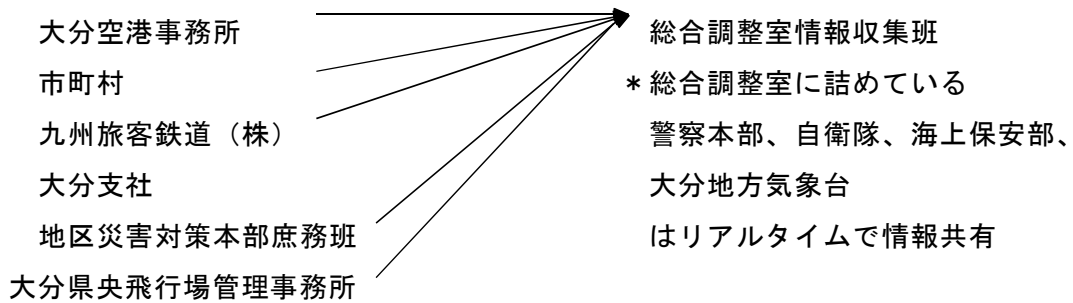 大分空港事務所
市町村
九州旅客鉄道（株）
大分支社
地区災害対策本部庶務班
大分県央飛行場管理事務所
総合調整室情報収集班
*総合調整室に詰めている
警察本部、自衛隊、海上保安部、
大分地方気象台
はリアルタイムで情報共有